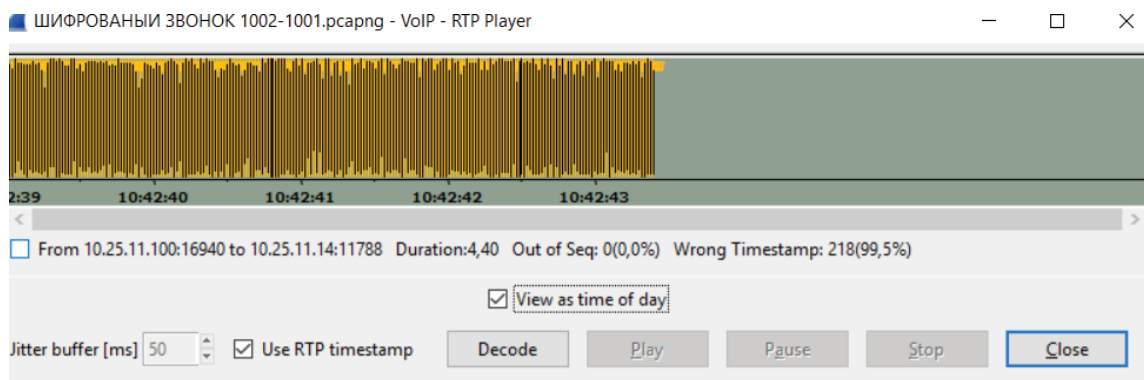 ШИФРОВАНЫЙ ЗВОНОК 1002-1001.pcapng - VoIP - RTP Player
2:39 10:42:40 10:42:41 10:42:42 10:42:43
From 10.25.11.100:16940 to 10.25.11.14:11788 Duration:4,40 Out of Seq: 0(0,0%) Wrong Timestamp: 218(99,5%)
View as time of day
Jitter buffer [ms] 50 Use RTP timestamp Decode Play Pause Stop Close